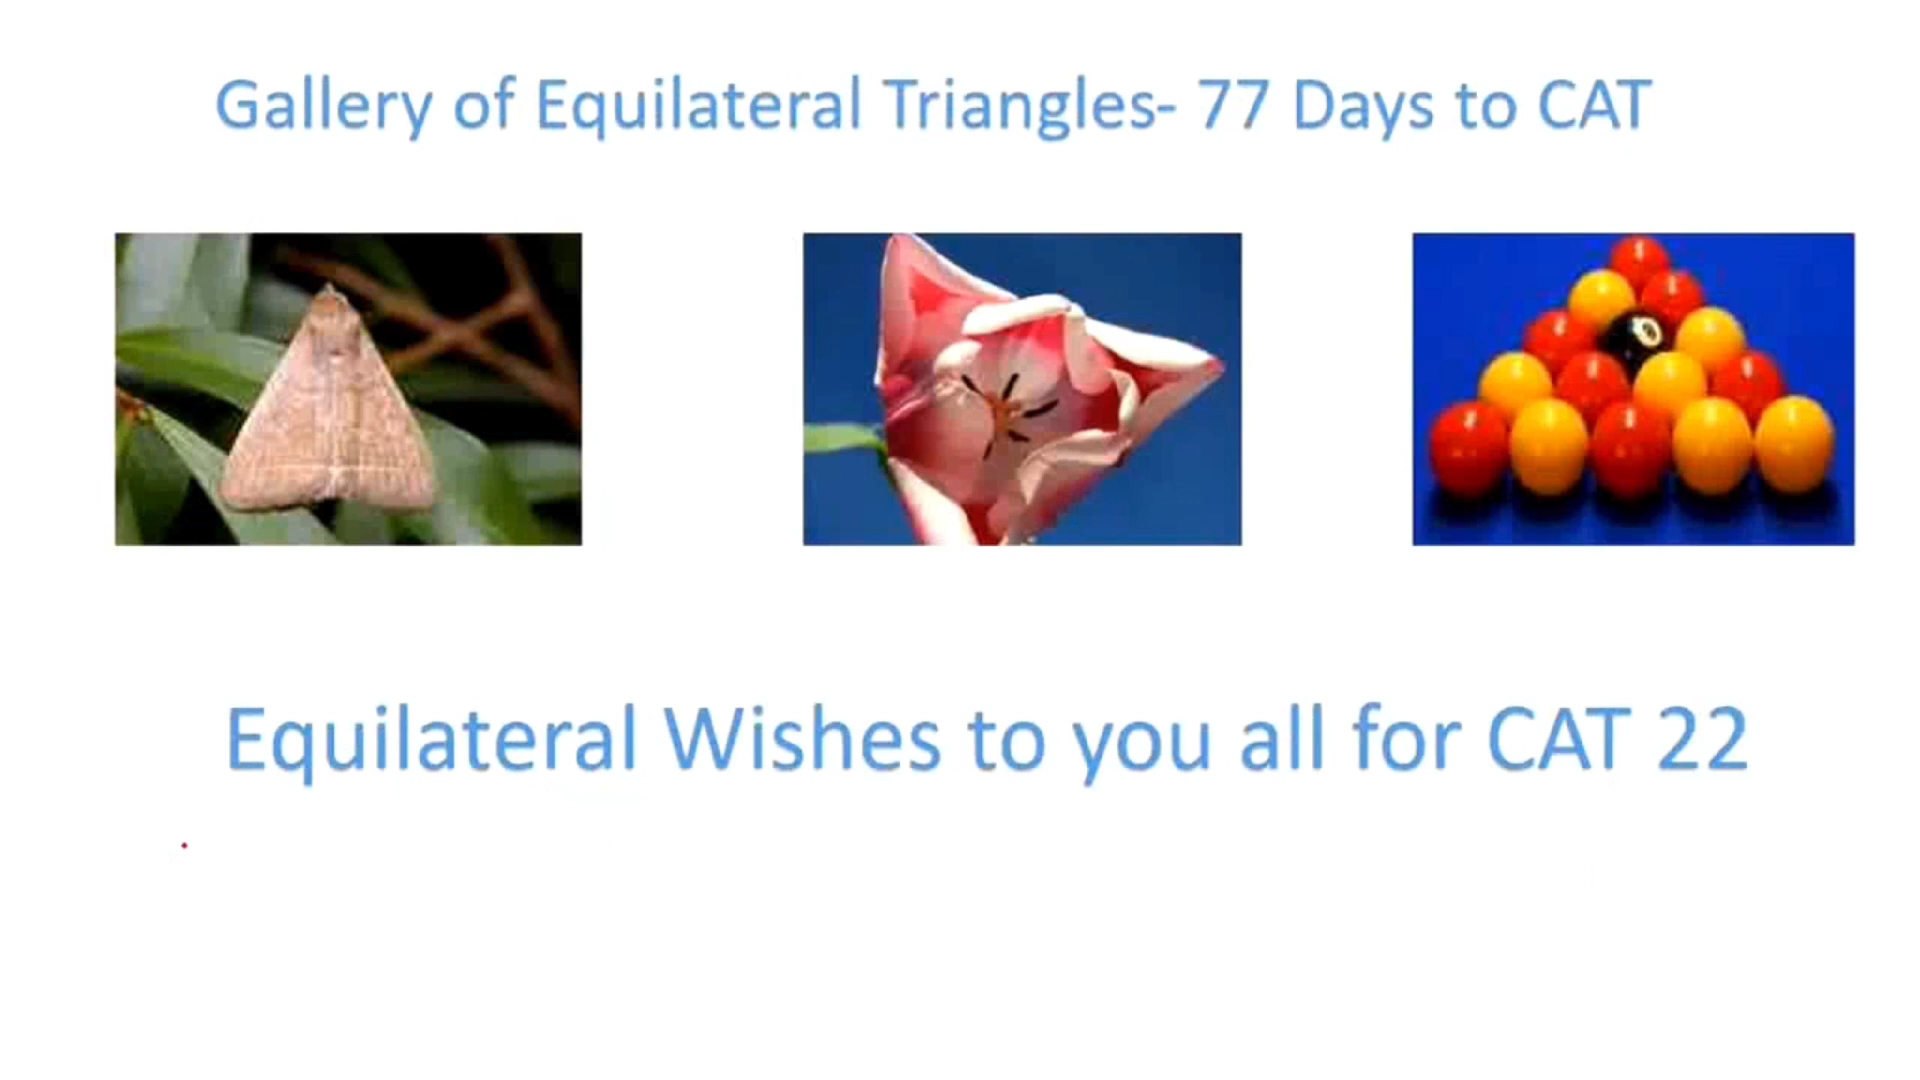 Gallery of Equilateral Triangles- 77 Days to CAT
Equilateral Wishes to you all for CAT 22